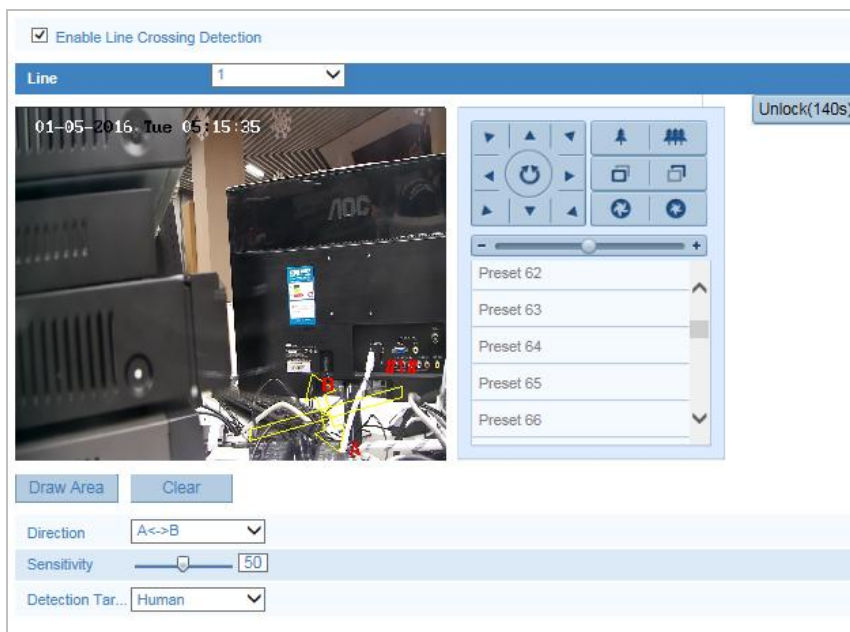 Enable Line Crossing Detection
Line 1
Unlock(140s)
01-05-2016 Tue 05:15:35
AOC
#1#
A
Preset 62
Preset 63
Preset 64
Preset 65
Preset 66
Draw Area Clear
Direction A<->B
Sensitivity 50
Detection Tar... Human